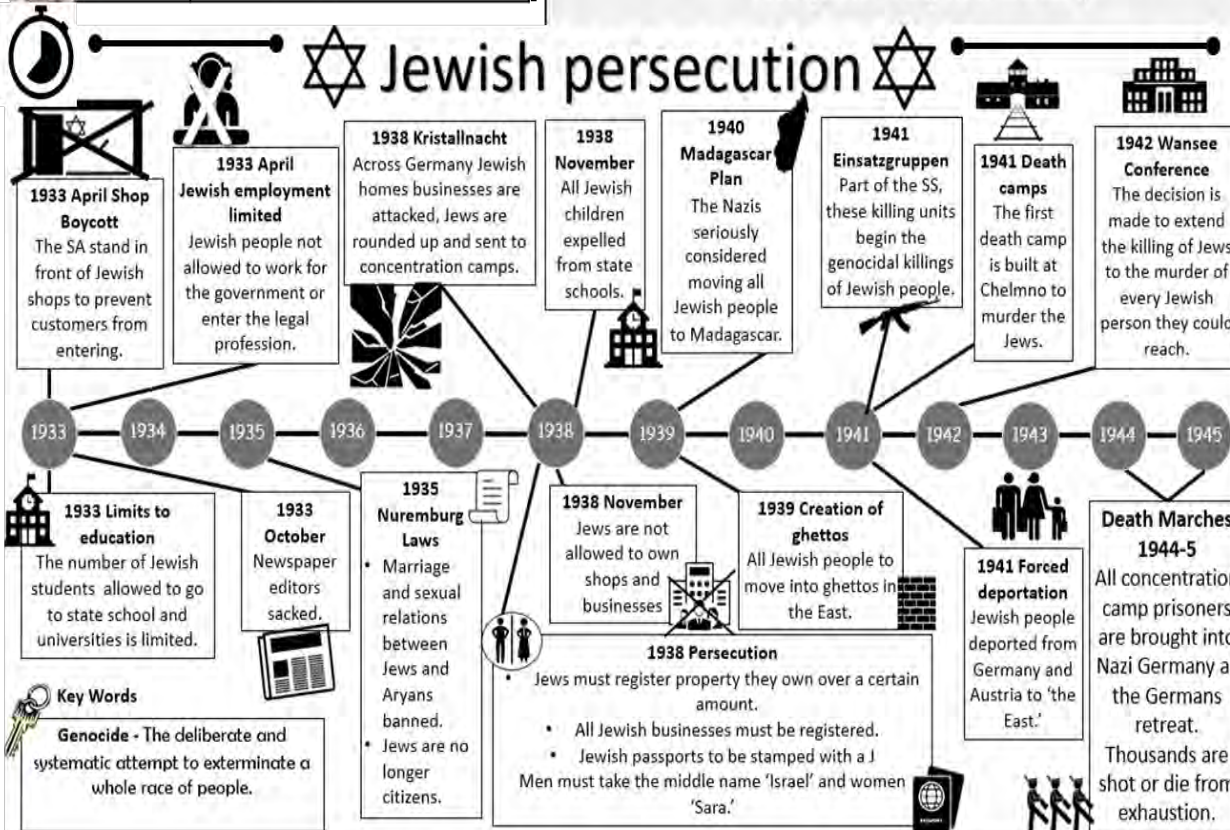 Jewish persecution
1933 April Shop
Boycott
The SA stand in
front of Jewish
shops to prevent
customers from
entering.
1933 April
Jewish employment
limited
Jewish people not
allowed to work for
the government or
enter the legal
profession.
1938 Kristallnacht
Across Germany Jewish
homes businesses are
attacked, Jews are
rounded up and sent to
concentration camps.
1938
November
All Jewish
children
expelled
from state
schools.
1940
Madagascar
Plan
The Nazis
seriously
considered
moving all
Jewish people
to Madagascar.
1941
Einsatzgruppen
Part of the SS,
these killing units
begin the
genocidal killings
of Jewish people.
1941 Death
camps
The first
death camp
is built at
Chelmno to
murder the
Jews.
1942 Wansee
Conference
The decision is
made to extend
the killing of Jews
to the murder of
every Jewish
person they could
reach.
1933 1934 1935 1936 1937 1938 1939 1940 1941 1942 1943 1944 1945
1933 Limits to
education
The number of Jewish
students allowed to go
to state school and
universities is limited.
1933
October
Newspaper
editors
sacked.
1935
Nuremburg
Laws
• Marriage
and sexual
relations
between
Jews and
Aryans
banned.
• Jews are no
longer
citizens.
1938 November
Jews are not
allowed to own
shops and
businesses
1939 Creation of
ghettos
All Jewish people to
move into ghettos in
the East.
1938 Persecution
• Jews must register property they own over a certain
amount.
• All Jewish businesses must be registered.
• Jewish passports to be stamped with a J
Men must take the middle name 'Israel' and women
'Sara.'
1941 Forced
deportation
Jewish people
deported from
Germany and
Austria to 'the
East.'
Death Marches
1944-5
All concentration
camp prisoners
are brought into
Nazi Germany a
the Germans
retreat.
Thousands are
shot or die from
exhaustion.
Key Words
Genocide - The deliberate and
systematic attempt to exterminate a
whole race of people.